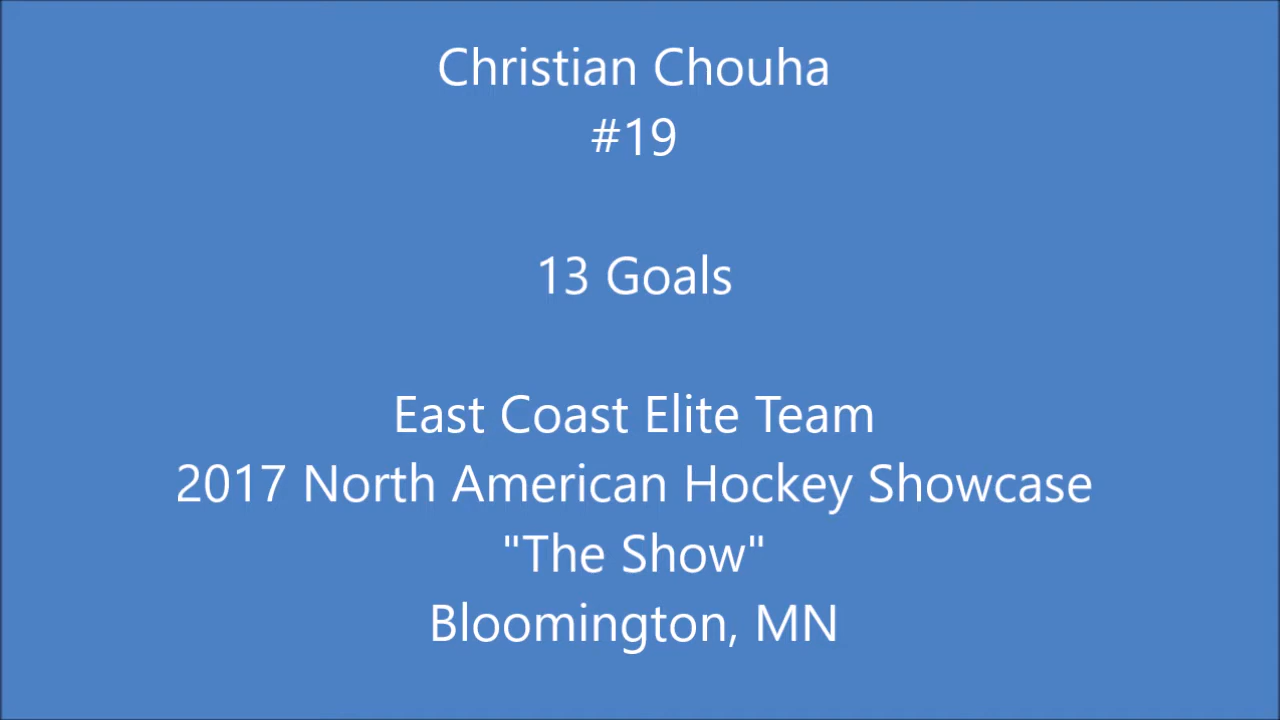 Christian Chouha
#19
13 Goals
East Coast Elite Team
2017 North American Hockey Showcase
"The Show"
Bloomington, MN